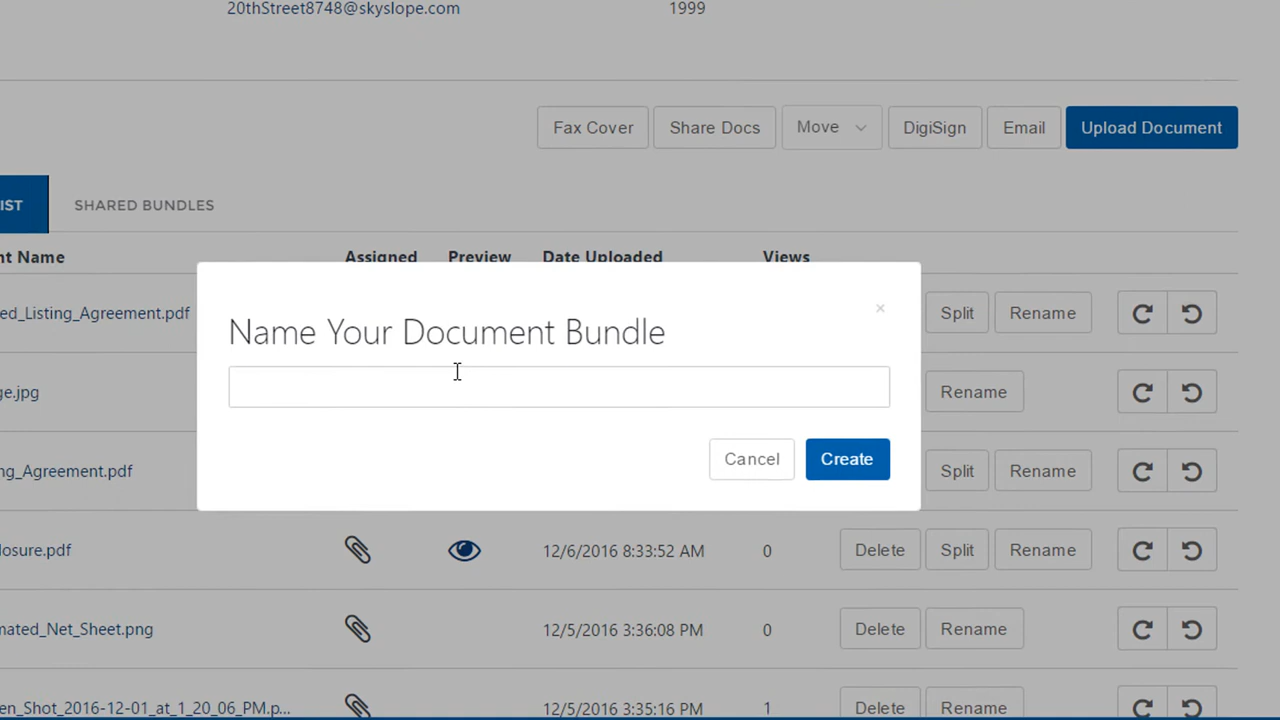 20thStreet8748@skyslope.com 1999
Fax Cover Share Docs Move DigiSign Email Upload Document
IST SHARED BUNDLES
nt Name Assigned Preview Date Uploaded Views
ed_Listing_Agreement.pdf Split Rename
Name Your Document Bundle
ge.jpg Rename
Cancel Create
ng_Agreement.pdf Split Rename
losure.pdf 12/6/2016 8:33:52 AM 0 Delete Split Rename
mated_Net_Sheet.png 12/5/2016 3:36:08 PM 0 Delete Rename
en_Shot_2016-12-01_at_1_20_06_PM.p... 12/5/2016 3:35:16 PM 1 Delete Rename